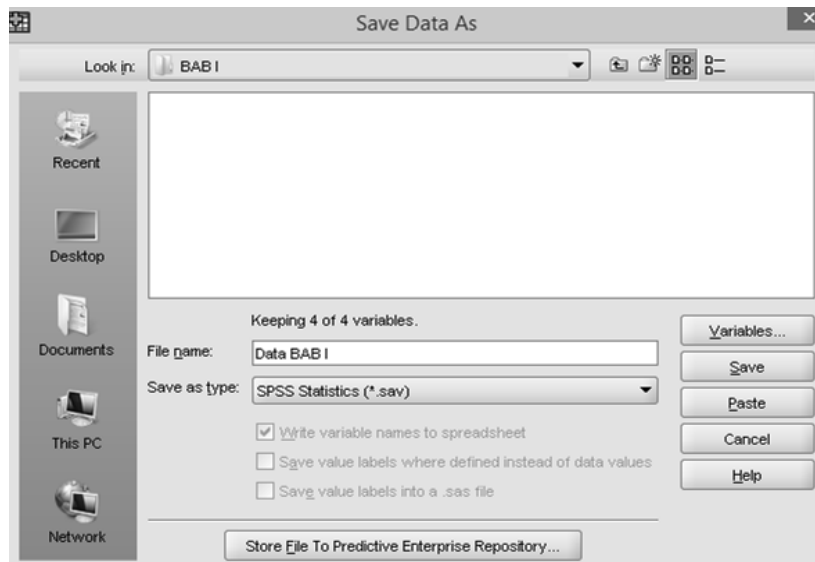 Save Data As
Look in: BAB I
Recent
Desktop
Documents
This PC
Network
Keeping 4 of 4 variables.
File name: Data BAB I
Save as type: SPSS Statistics (*.sav)
Write variable names to spreadsheet
Save value labels where defined instead of data values
Save value labels into a .sas file
Variables...
Save
Paste
Cancel
Help
Store File To Predictive Enterprise Repository...